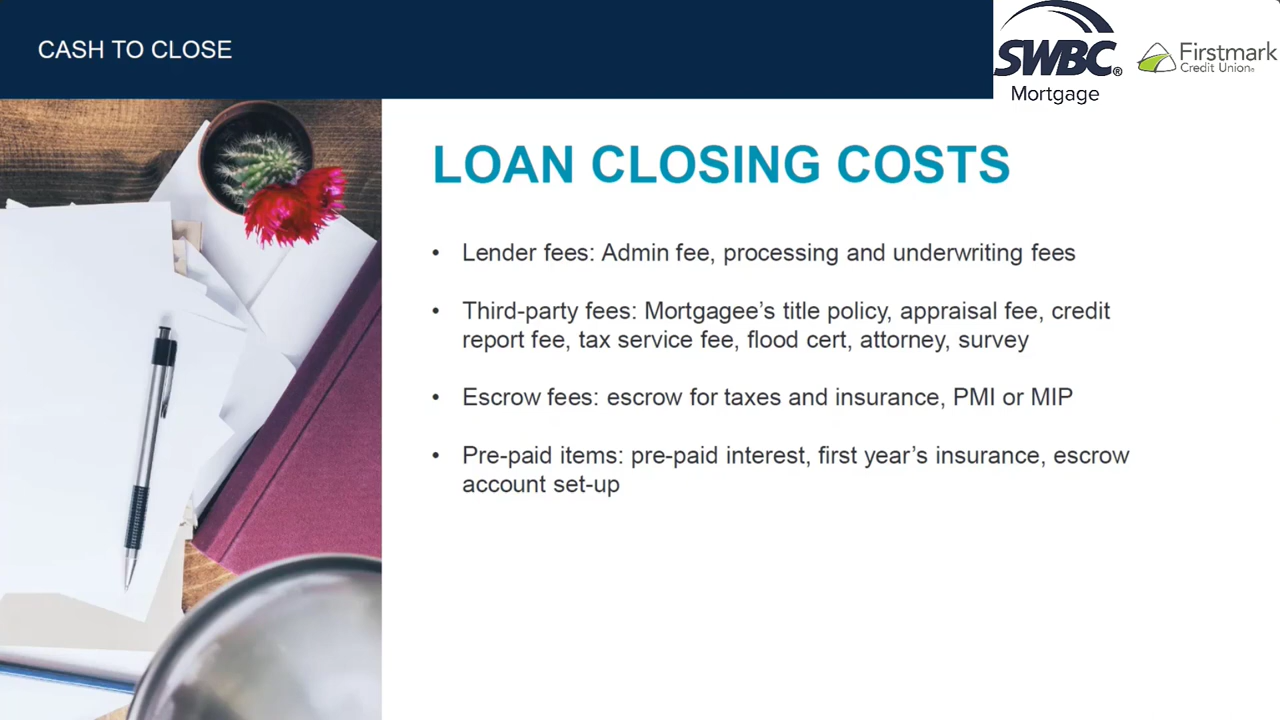 CASH TO CLOSE
SWBC®
Mortgage
Firstmark
Credit Union®
LOAN CLOSING COSTS
• Lender fees: Admin fee, processing and underwriting fees
• Third-party fees: Mortgagee’s title policy, appraisal fee, credit
report fee, tax service fee, flood cert, attorney, survey
• Escrow fees: escrow for taxes and insurance, PMI or MIP
• Pre-paid items: pre-paid interest, first year’s insurance, escrow
account set-up